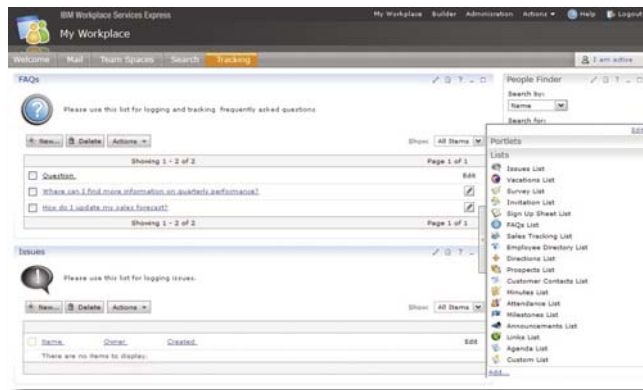 IBM Workplace Services Express
My Workplace Builder Administration Actions Help Logout
My Workplace
Welcome Mail Team Spaces Search Tracking
I am active
FAQs
People Finder
Please use this list for logging and tracking frequently asked questions
Search by:
Name
Search for:
New... Delete Actions
Show: All Items
Edit
Portlets
Showing 1 - 2 of 2 Page 1 of 1
Lists
Question Edit
Where can I find more information on quarterly performance?
How do I update my sales forecast?
Showing 1 - 2 of 2 Page 1 of 1
Issues
Please use this list for logging issues.
New... Delete Actions
Show: All Items
Name Owner Created Edit
There are no items to display.
Issues List
Vacations List
Survey List
Invitation List
Sign Up Sheet List
FAQs List
Sales Tracking List
Employee Directory List
Directions List
Prospects List
Customer Contacts List
Minutes List
Attendance List
Milestones List
Announcements List
Links List
Agenda List
Custom List
Add...